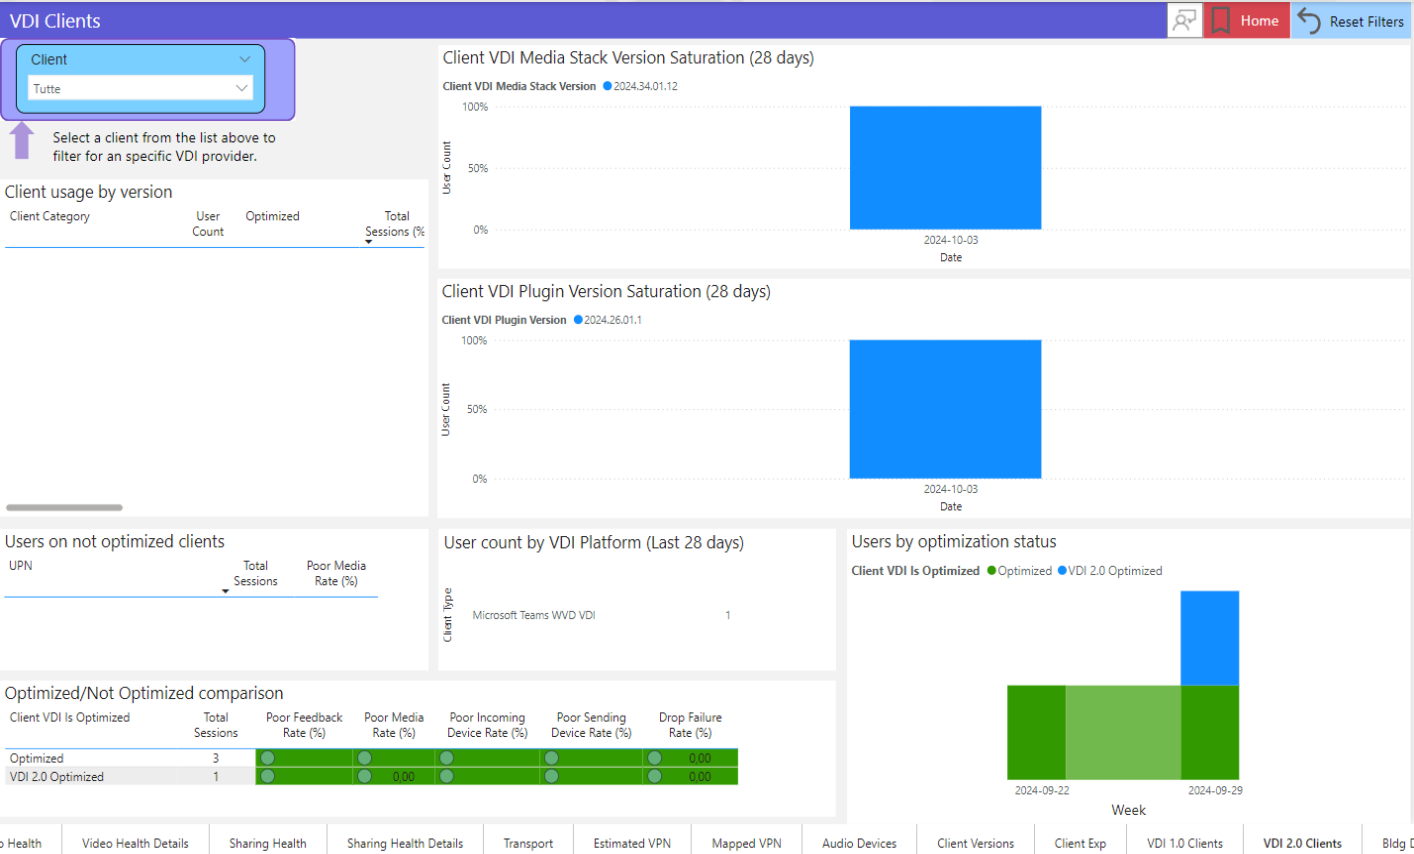 VDI Clients
Home
Reset Filters
Client
Tutte
Select a client from the list above to
filter for an specific VDI provider.
Client usage by version
Client Category
User
Count
Optimized
Total
Sessions (%
Client VDI Media Stack Version Saturation (28 days)
Client VDI Media Stack Version 2024.34.01.12
User Count
100%
50%
0%
2024-10-03
Date
Client VDI Plugin Version Saturation (28 days)
Client VDI Plugin Version 2024.26.01.1
User Count
100%
50%
0%
2024-10-03
Date
Users on not optimized clients
UPN
Total
Sessions
Poor Media
Rate (%)
User count by VDI Platform (Last 28 days)
Client Type
Microsoft Teams WVD VDI 1
Users by optimization status
Client VDI Is Optimized Optimized VDI 2.0 Optimized
2024-09-22 2024-09-29
Week
Optimized/Not Optimized comparison
Client VDI Is Optimized
Total
Sessions
Poor Feedback
Rate (%)
Poor Media
Rate (%)
Poor Incoming
Device Rate (%)
Poor Sending
Device Rate (%)
Drop Failure
Rate (%)
Optimized 3 0,00
VDI 2.0 Optimized 1 0,00 0,00
o Health Video Health Details Sharing Health Sharing Health Details Transport Estimated VPN Mapped VPN Audio Devices Client Versions Client Exp VDI 1.0 Clients VDI 2.0 Clients Bldg D